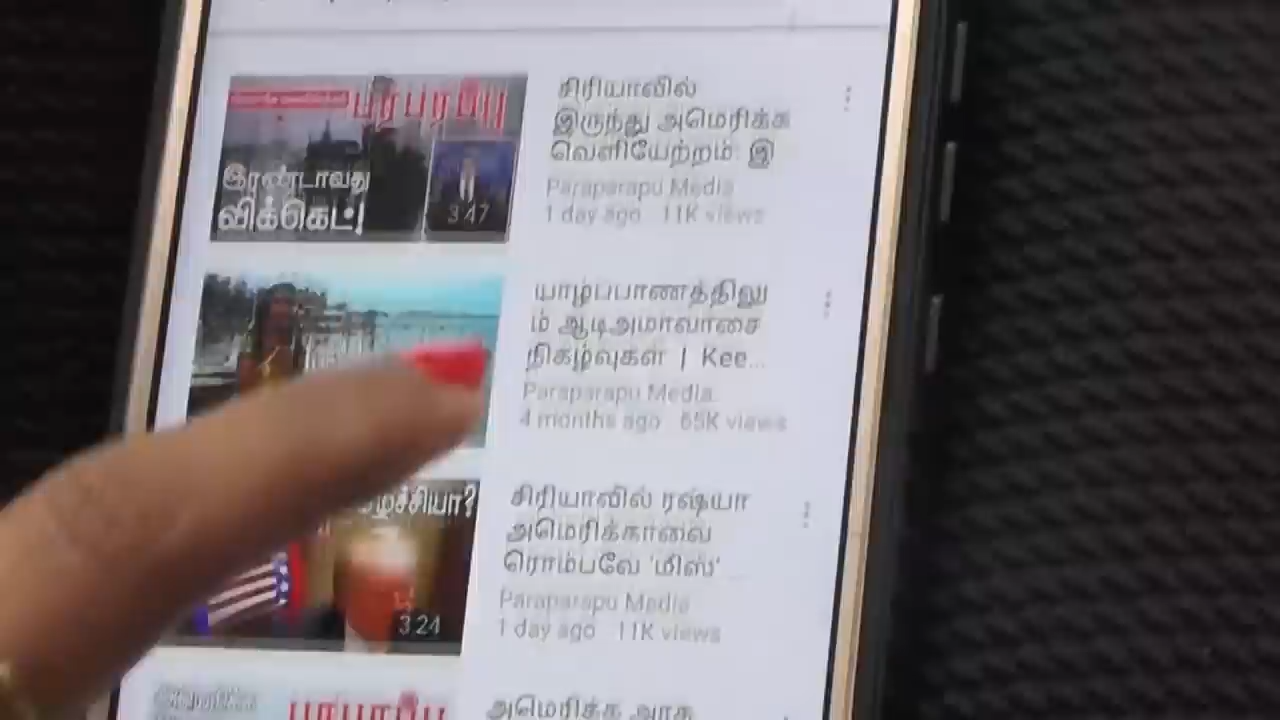 பரபரப்பு
இரண்டாவது
விக்கெட்!
3:47
சிரியாவில்
இருந்து அமெரிக்க
வெளியேற்றம்: இ
Paraparapu Media
1 day ago 11K views
யாழ்ப்பாணத்திலு
ம் ஆடிஅமாவாசை
நிகழ்வுகள் | Kee...
Paraparapu Media
4 months ago 65K views
ழ்ச்சியா?
3:24
சிரியாவில் ரஷ்யா
அமெரிக்காவை
ரொம்பவே 'மிஸ்' ...
Paraparapu Media
1 day ago 11K views
பரபரப்பு
அமெரிக்க அரசு